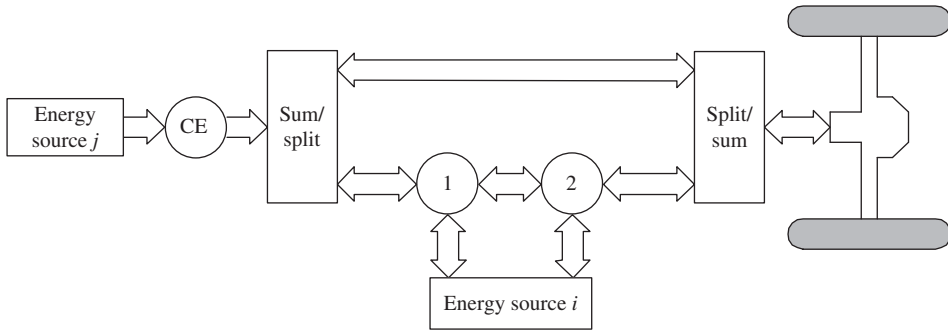 Energy
source j
CE
Sum/
split
1
2
Energy source i
Split/
sum